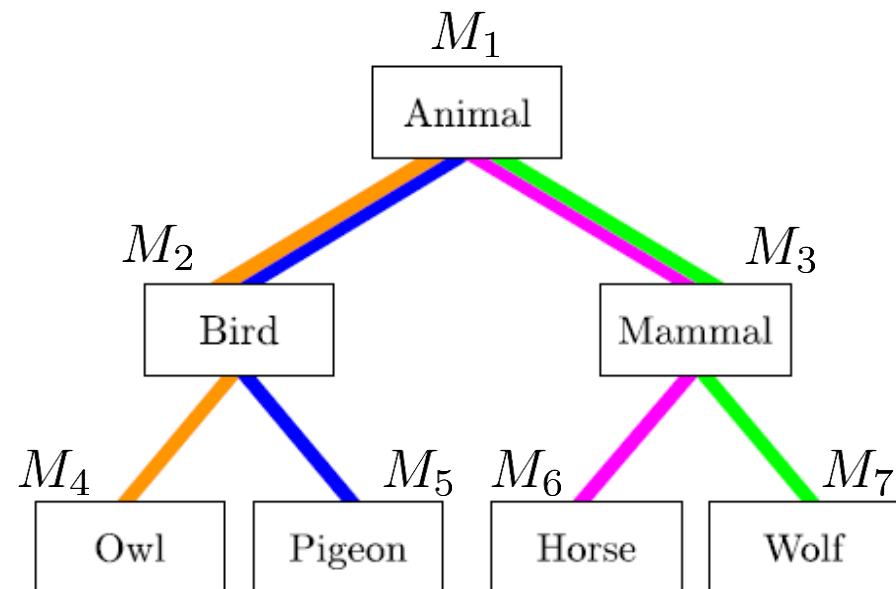 M₁
Animal
M₂ M₃
Bird Mammal
M₄ M₅ M₆ M₇
Owl Pigeon Horse Wolf